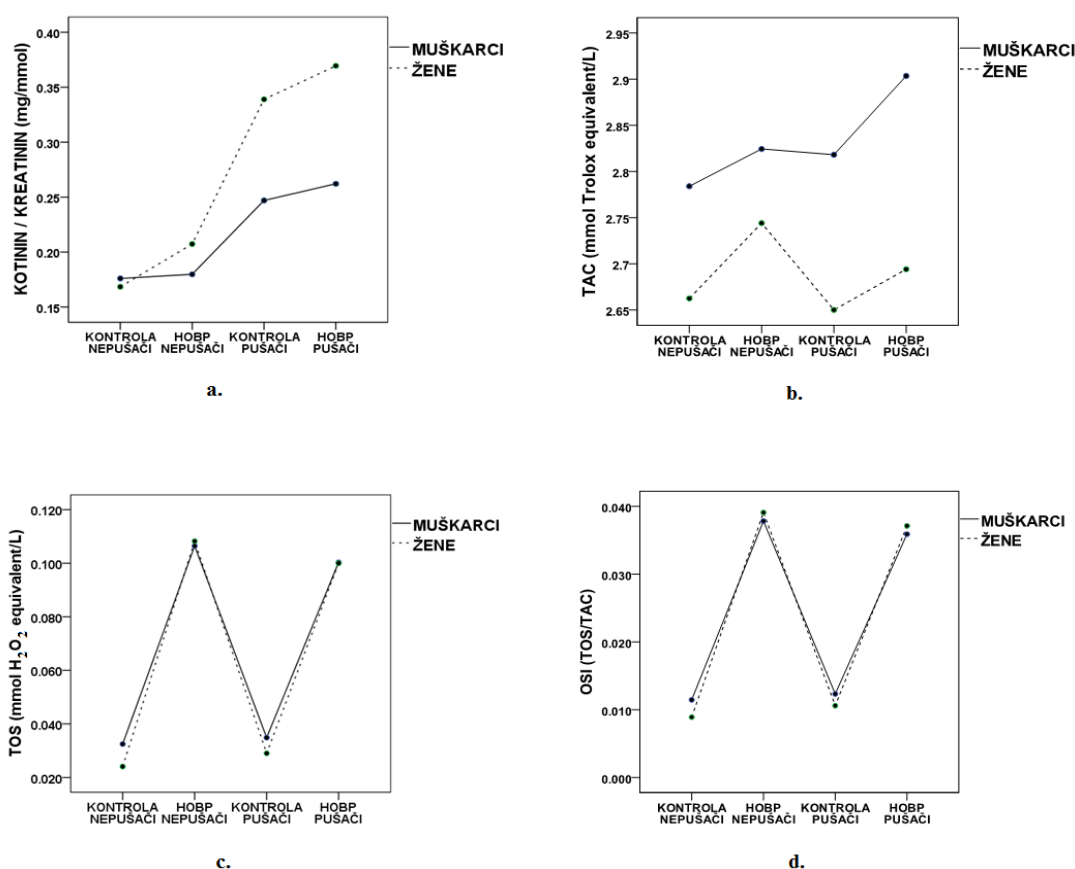 KOTININ / KREATININ (mg/mmol)
0.40
0.35
0.30
0.25
0.20
0.15
KONTROLA
NEPUŠAČI
HOBP
NEPUŠAČI
KONTROLA
PUŠAČI
HOBP
PUŠAČI
MUŠKARCI
ŽENE
a.
TAC (mmol Trolox equivalent/L)
2.95
2.9
2.85
2.8
2.75
2.7
2.65
KONTROLA
NEPUŠAČI
HOBP
NEPUŠAČI
KONTROLA
PUŠAČI
HOBP
PUŠAČI
MUŠKARCI
ŽENE
b.
TOS (mmol H₂O₂ equivalent/L)
0.120
0.100
0.080
0.060
0.040
0.020
KONTROLA
NEPUŠAČI
HOBP
NEPUŠAČI
KONTROLA
PUŠAČI
HOBP
PUŠAČI
MUŠKARCI
ŽENE
c.
OSI (TOS/TAC)
0.040
0.030
0.020
0.010
0.000
KONTROLA
NEPUŠAČI
HOBP
NEPUŠAČI
KONTROLA
PUŠAČI
HOBP
PUŠAČI
MUŠKARCI
ŽENE
d.